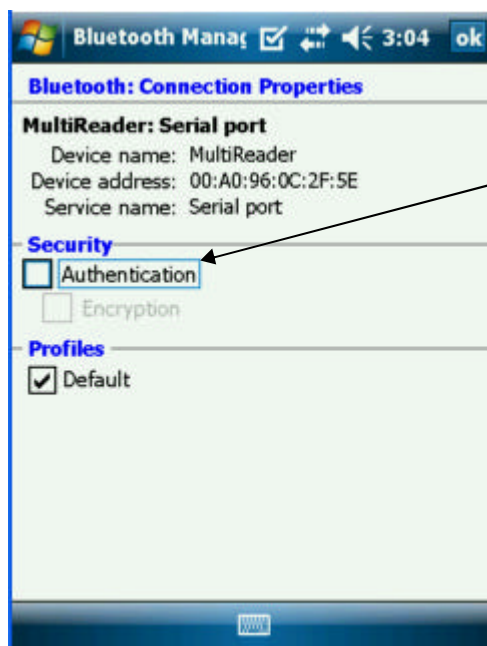 Bluetooth Manag 3:04 ok
Bluetooth: Connection Properties
MultiReader: Serial port
Device name: MultiReader
Device address: 00:A0:96:0C:2F:5E
Service name: Serial port
Security
Authentication
Encryption
Profiles
Default